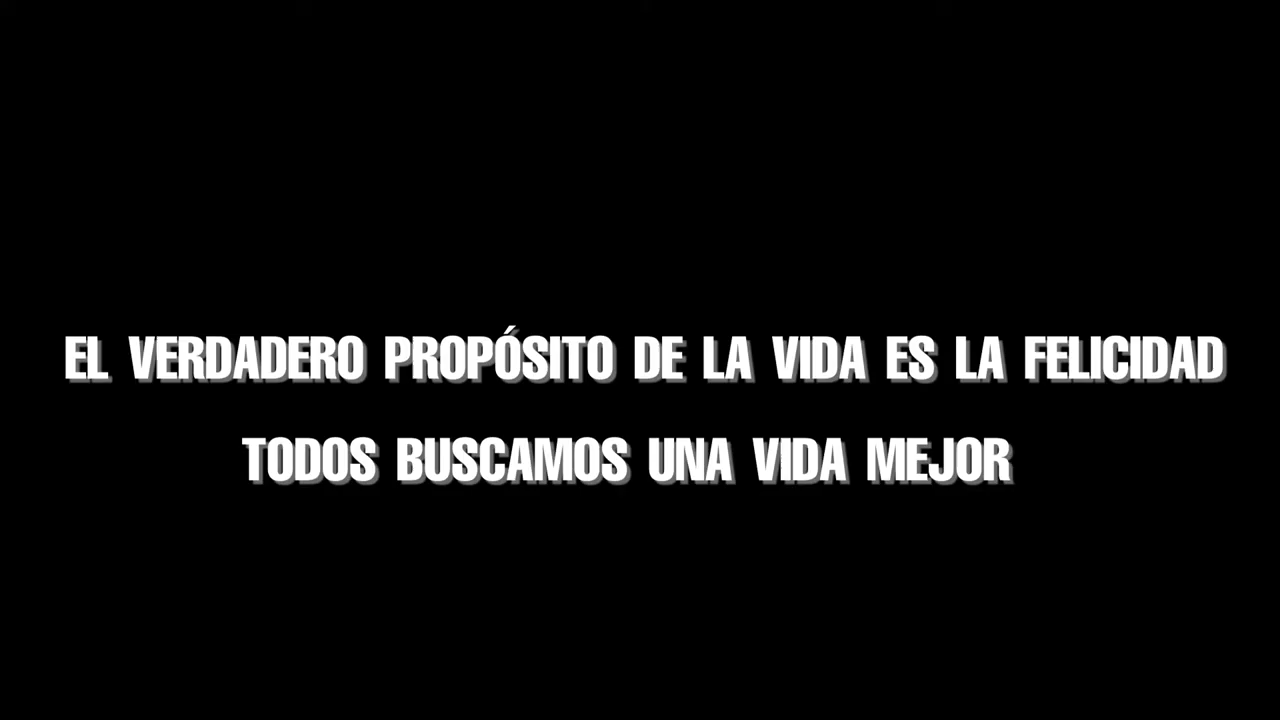 EL VERDADERO PROPÓSITO DE LA VIDA ES LA FELICIDAD
TODOS BUSCAMOS UNA VIDA MEJOR